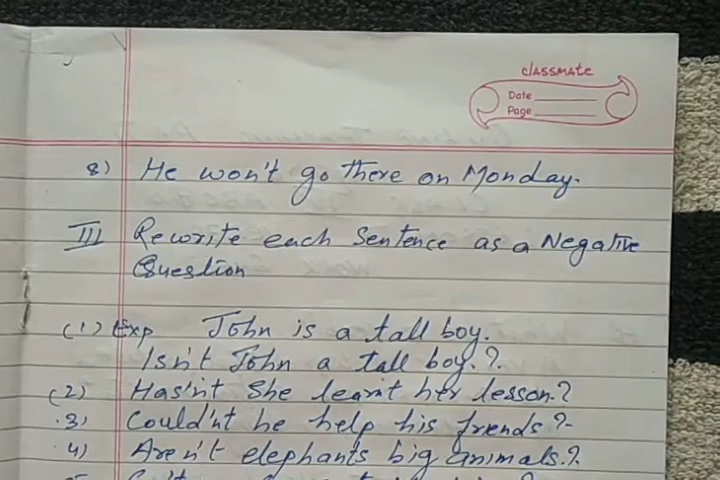 classmate
Date
Page
8) He won't go there on Monday.
III Rewrite each Sentence as a Negative
Question
(1) Exp John is a tall boy.
Isn't John a tall boy.?.
(2) Hasn't She learnt her lesson.?
3) Could'nt he help his friends?
4) Aren't elephants big animals.?.